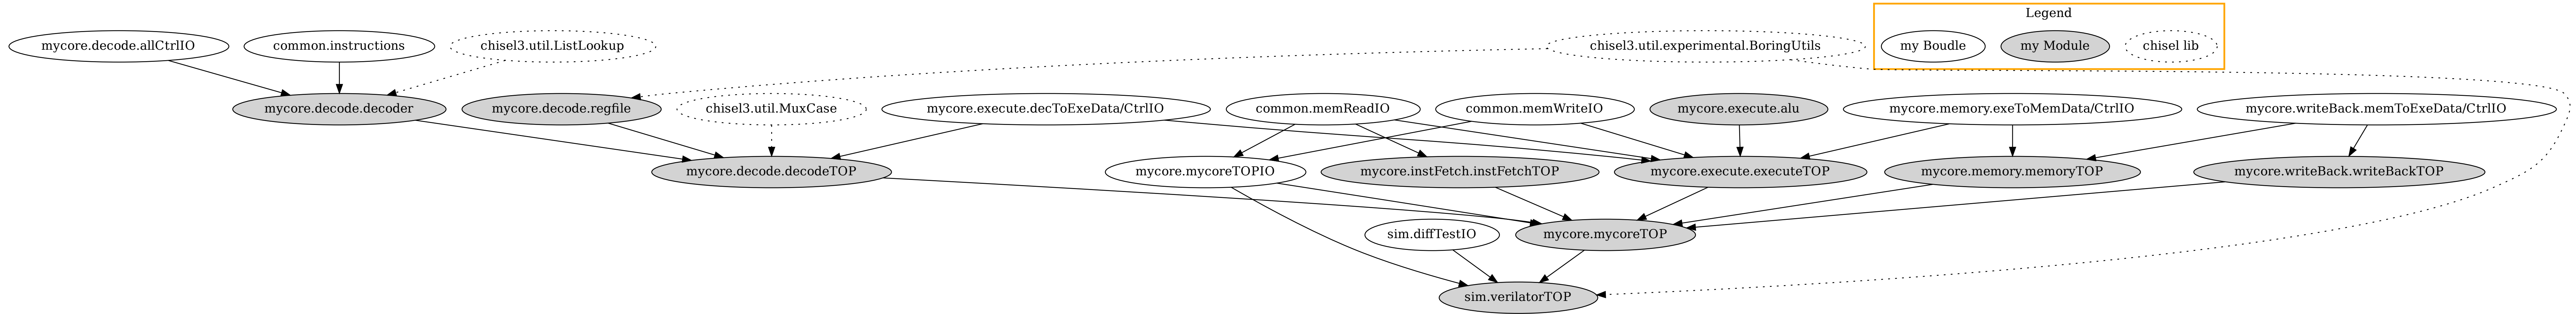 Legend
mycore.decode.allCtrlIO
common.instructions
chisel3.util.ListLookup
chisel3.util.experimental.BoringUtils
my Boudle
my Module
chisel lib
mycore.decode.decoder
mycore.decode.regfile
chisel3.util.MuxCase
mycore.execute.decToExeData/CtrlIO
common.memReadIO
common.memWriteIO
mycore.execute.alu
mycore.memory.exeToMemData/CtrlIO
mycore.writeBack.memToExeData/CtrlIO
mycore.decode.decodeTOP
mycore.mycoreTOPIO
mycore.instFetch.instFetchTOP
mycore.execute.executeTOP
mycore.memory.memoryTOP
mycore.writeBack.writeBackTOP
sim.diffTestIO
mycore.mycoreTOP
sim.verilatorTOP